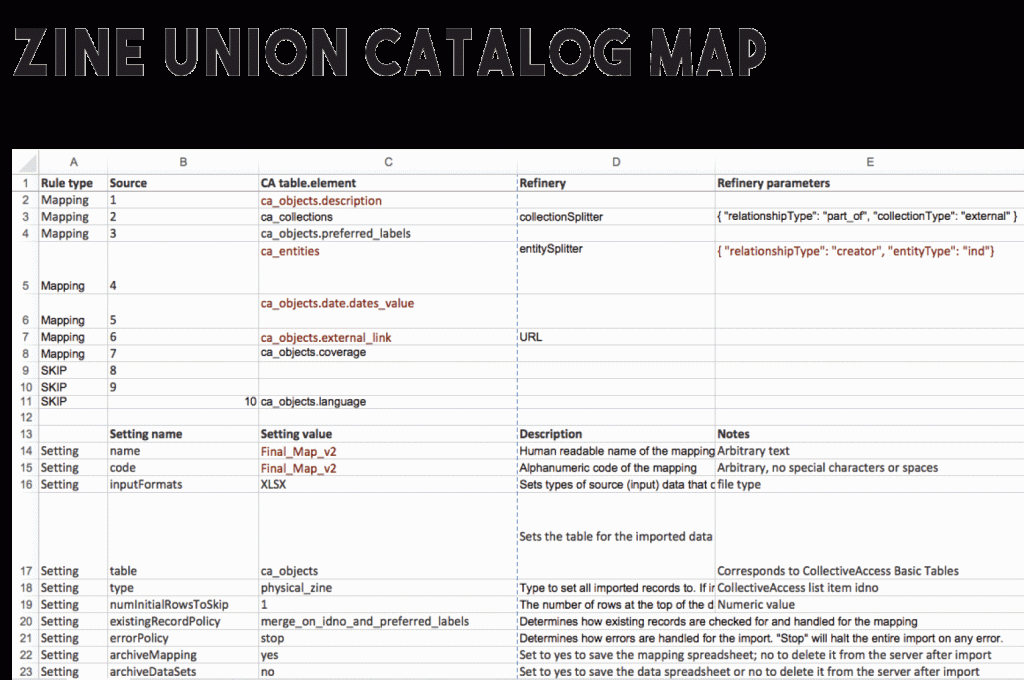 ZINE UNION CATALOG MAP
A B C D E
1 Rule type Source CA table.element Refinery Refinery parameters
2 Mapping 1 ca_objects.description
3 Mapping 2 ca_collections collectionSplitter { "relationshipType": "part_of", "collectionType": "external" }
4 Mapping 3 ca_objects.preferred_labels
5 Mapping 4 ca_entities entitySplitter { "relationshipType": "creator", "entityType": "ind"}
6 Mapping 5 ca_objects.date.dates_value
7 Mapping 6 ca_objects.external_link URL
8 Mapping 7 ca_objects.coverage
9 SKIP 8
10 SKIP 9
11 SKIP 10 ca_objects.language
12
13 Setting name Setting value Description Notes
14 Setting name Final_Map_v2 Human readable name of the mapping Arbitrary text
15 Setting code Final_Map_v2 Alphanumeric code of the mapping Arbitrary, no special characters or spaces
16 Setting inputFormats XLSX Sets types of source (input) data that c file type
17 Setting table ca_objects Sets the table for the imported data Corresponds to CollectiveAccess Basic Tables
18 Setting type physical_zine Type to set all imported records to. If ir CollectiveAccess list item idno
19 Setting numInitialRowsToSkip 1 The number of rows at the top of the d Numeric value
20 Setting existingRecordPolicy merge_on_idno_and_preferred_labels Determines how existing records are checked for and handled for the mapping
21 Setting errorPolicy stop Determines how errors are handled for the import. "Stop" will halt the entire import on any error.
22 Setting archiveMapping yes Set to yes to save the mapping spreadsheet; no to delete it from the server after import
23 Setting archiveDataSets no Set to yes to save the data spreadsheet or no to delete it from the server after import